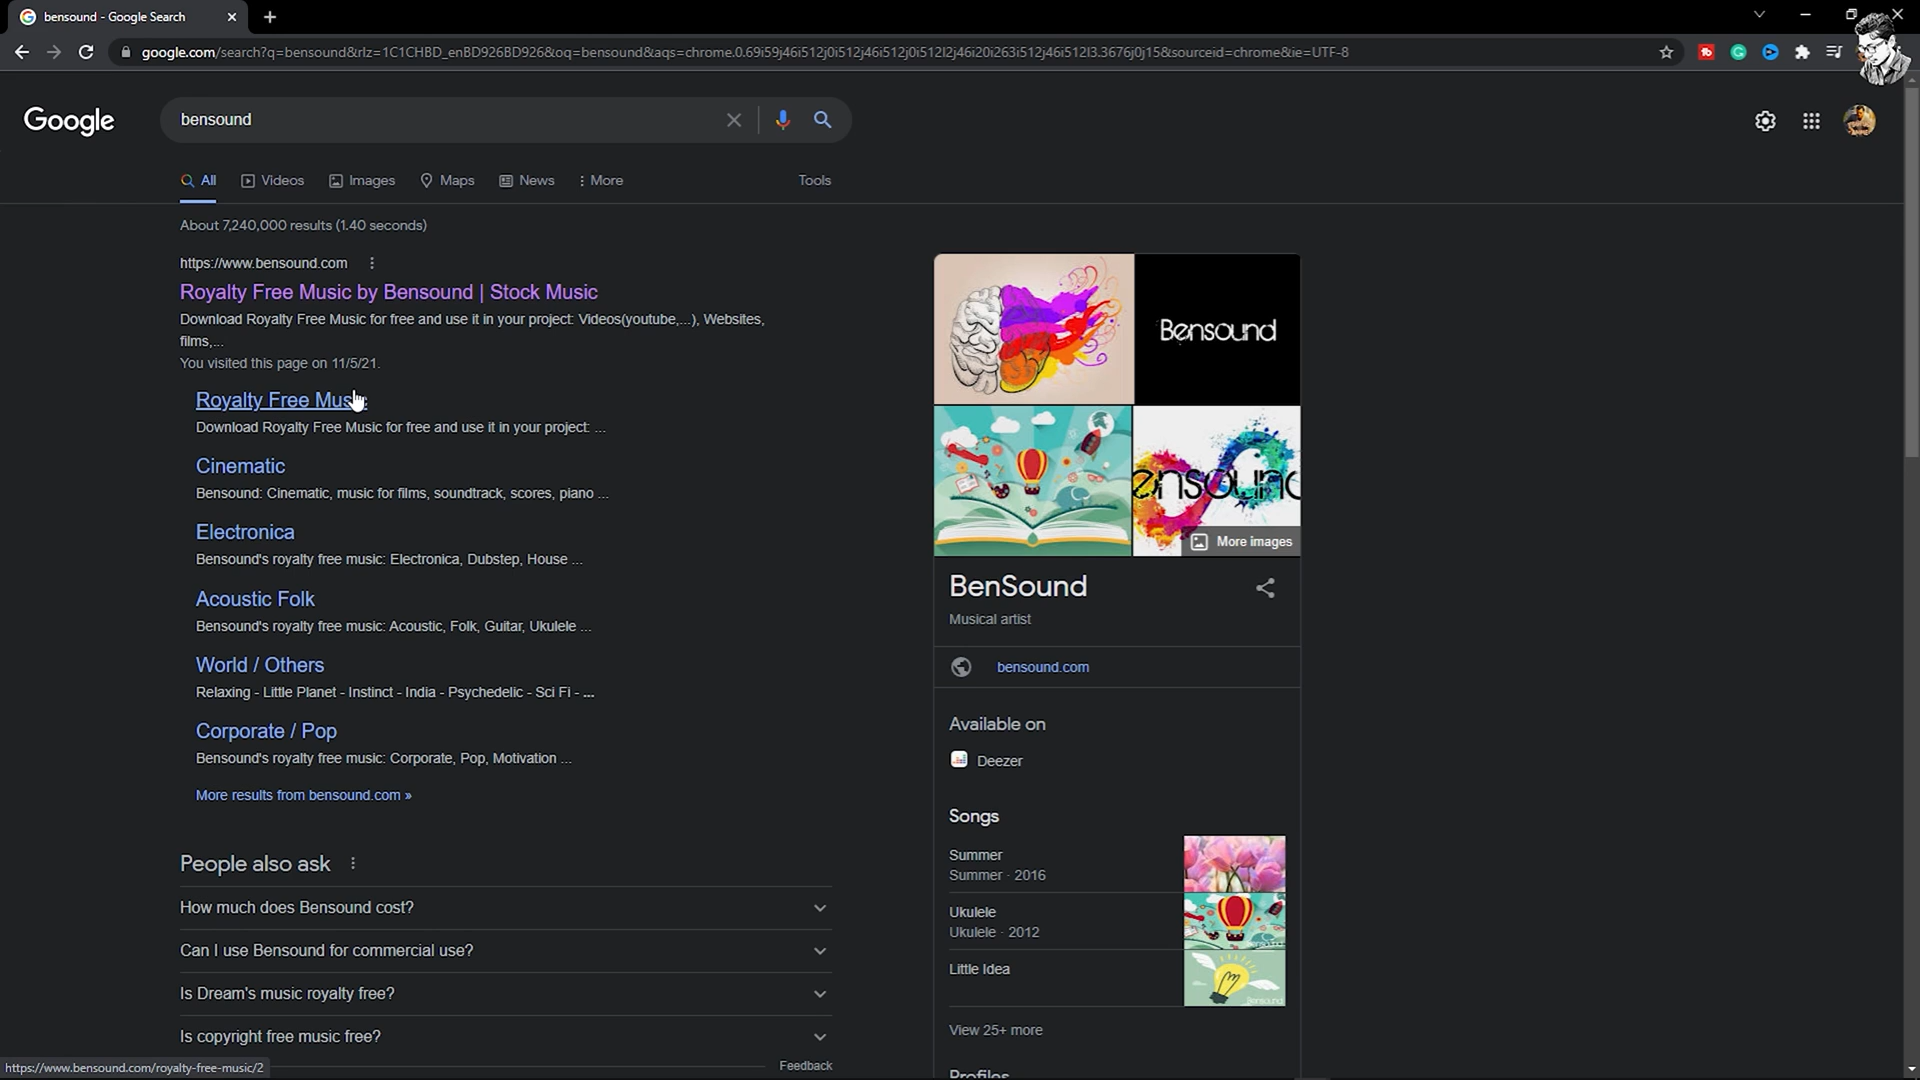 bensound - Google Search
google.com/search?q=bensound&rlz=1C1CHBD_enBD926BD926&oq=bensound&aqs=chrome.0.69i59j46i512j0i512j46i512j0i512l2j46i20i263i512j46i512l3.3676j0j15&sourceid=chrome&ie=UTF-8
Google
bensound
All
Videos
Images
Maps
News
More
Tools
About 7,240,000 results (1.40 seconds)
https://www.bensound.com
Royalty Free Music by Bensound | Stock Music
Download Royalty Free Music for free and use it in your project: Videos(youtube,...), Websites,
films,...
You visited this page on 11/5/21.
Royalty Free Music
Download Royalty Free Music for free and use it in your project: ...
Cinematic
Bensound: Cinematic, music for films, soundtrack, scores, piano ...
Electronica
Bensound's royalty free music: Electronica, Dubstep, House ...
Acoustic Folk
Bensound's royalty free music: Acoustic, Folk, Guitar, Ukulele ...
World / Others
Relaxing - Little Planet - Instinct - India - Psychedelic - Sci Fi - ...
Corporate / Pop
Bensound's royalty free music: Corporate, Pop, Motivation ...
More results from bensound.com »
People also ask
How much does Bensound cost?
Can I use Bensound for commercial use?
Is Dream's music royalty free?
Is copyright free music free?
Feedback
https://www.bensound.com/royalty-free-music/2
Bensound
ensound
More images
BenSound
Musical artist
bensound.com
Available on
Deezer
Songs
Summer
Summer · 2016
Ukulele
Ukulele · 2012
Little Idea
View 25+ more
Profiles